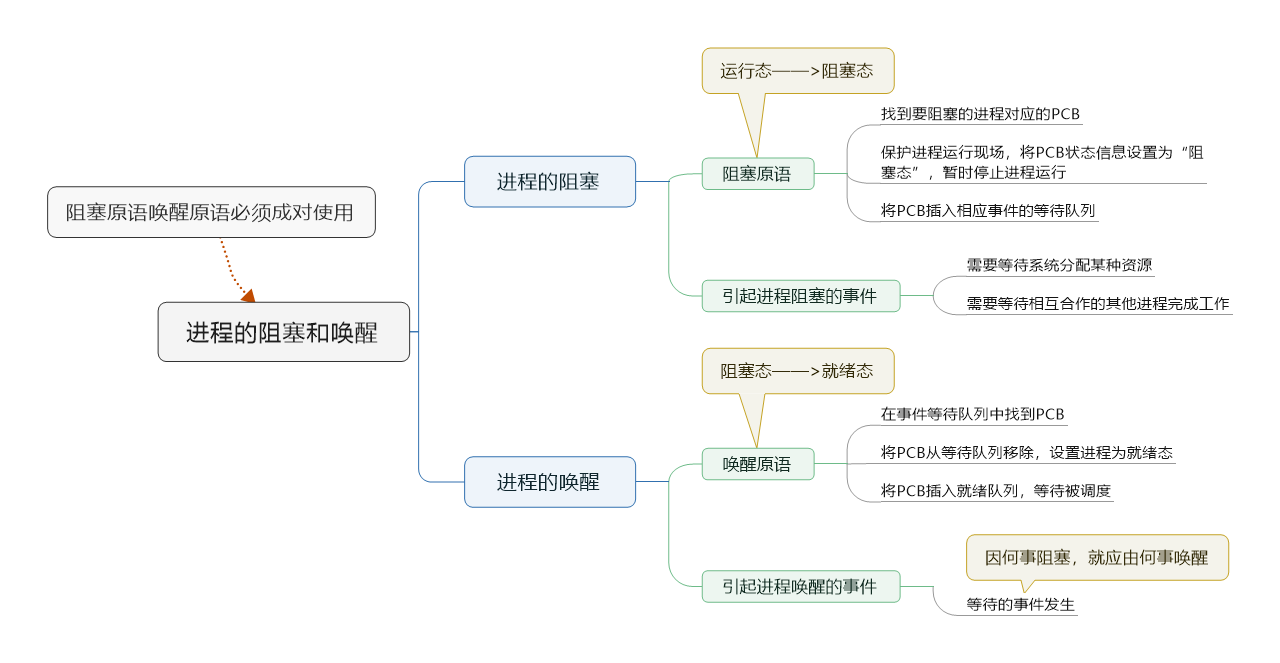 运行态——>阻塞态
找到要阻塞的进程对应的PCB
保护进程运行现场，将PCB状态信息设置为“阻
塞态”，暂时停止进程运行
进程的阻塞
阻塞原语
阻塞原语唤醒原语必须成对使用
将PCB插入相应事件的等待队列
需要等待系统分配某种资源
引起进程阻塞的事件
需要等待相互合作的其他进程完成工作
进程的阻塞和唤醒
阻塞态——>就绪态
在事件等待队列中找到PCB
将PCB从等待队列移除，设置进程为就绪态
唤醒原语
进程的唤醒
将PCB插入就绪队列，等待被调度
因何事阻塞，就应由何事唤醒
引起进程唤醒的事件
等待的事件发生